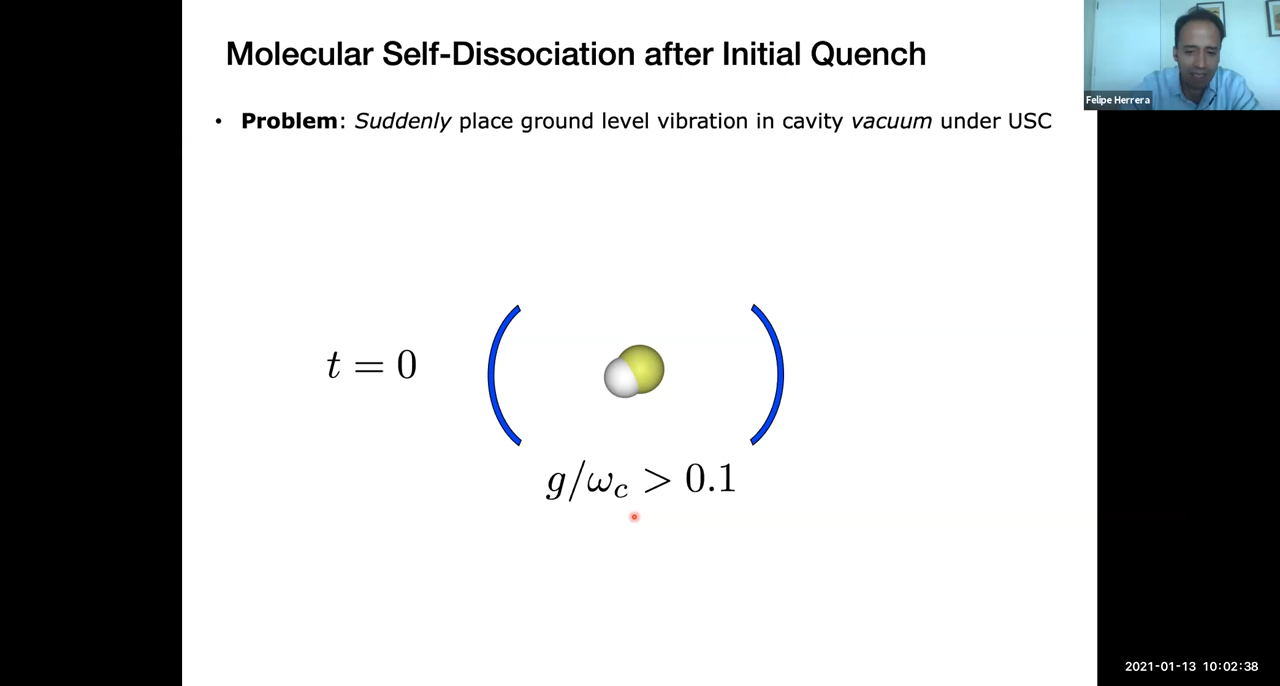 Molecular Self-Dissociation after Initial Quench
• Problem: Suddenly place ground level vibration in cavity vacuum under USC
t = 0
g/ω_c > 0.1
Felipe Herrera
2021-01-13 10:02:38